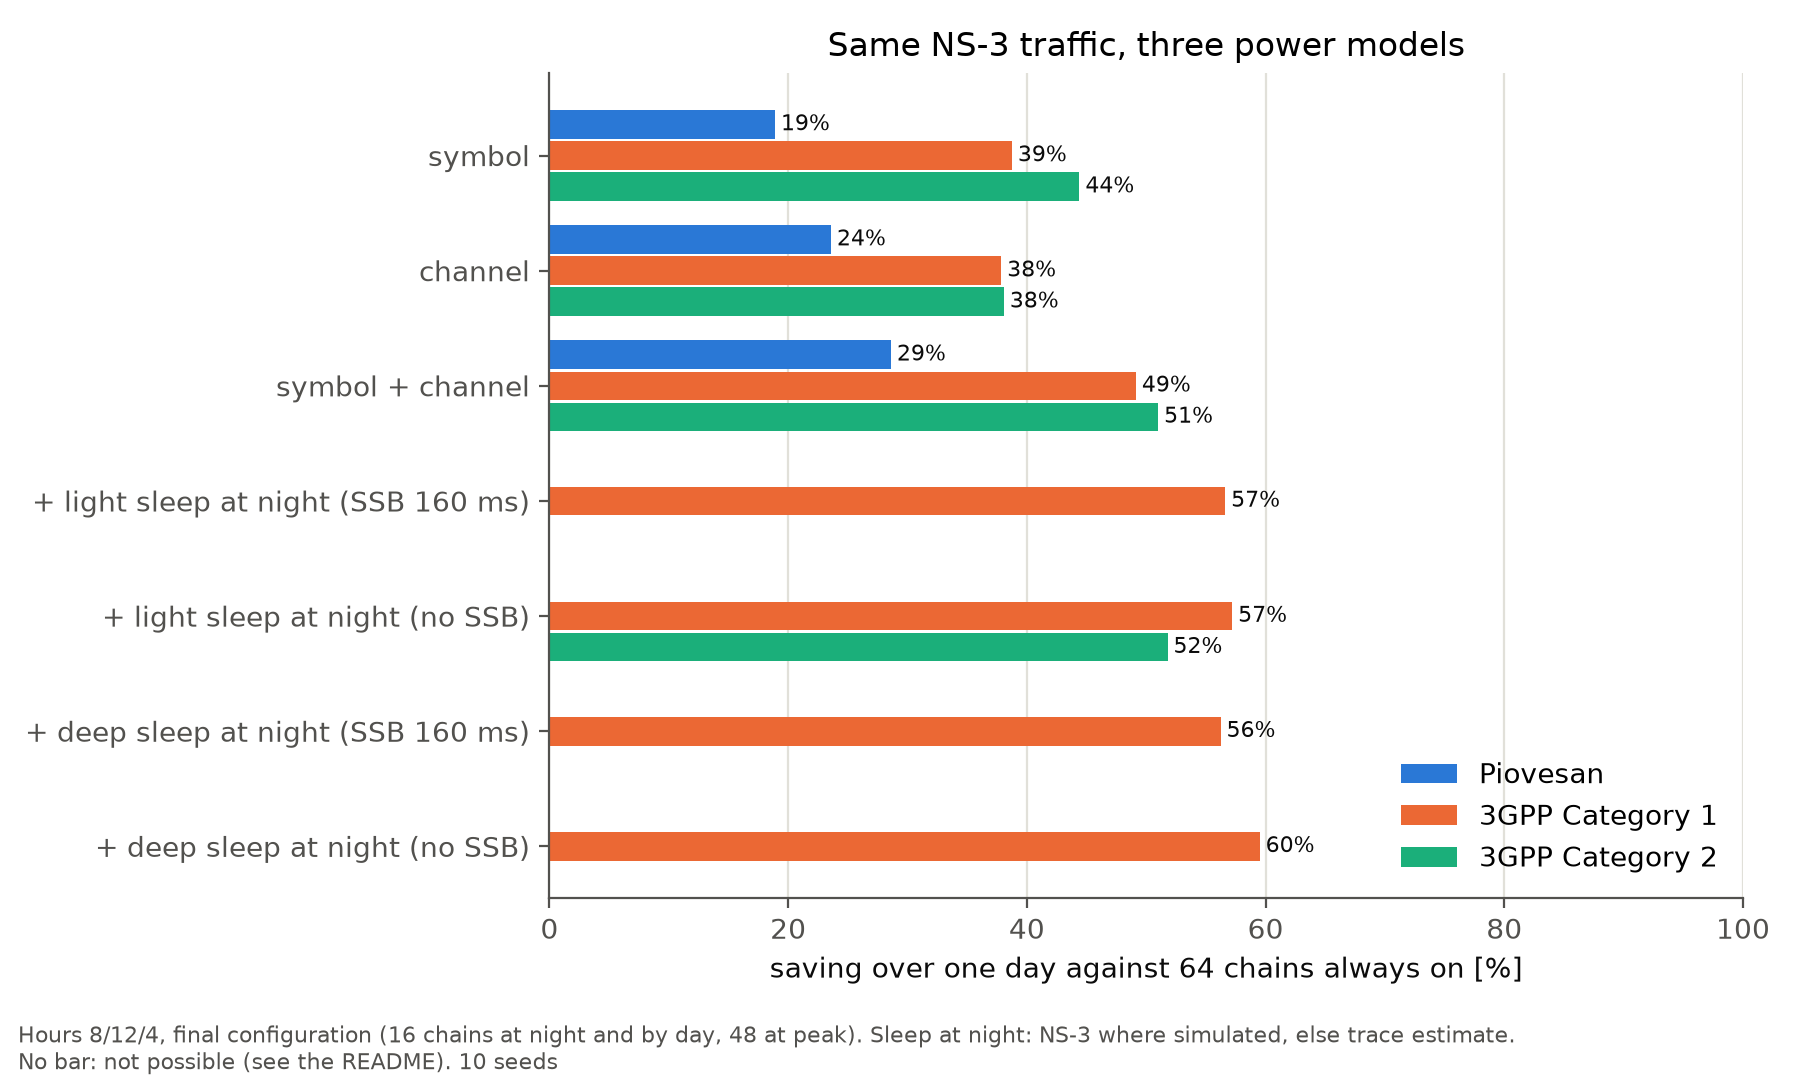 Same NS-3 traffic, three power models
symbol
19%
39%
44%
channel
24%
38%
38%
symbol + channel
29%
49%
51%
+ light sleep at night (SSB 160 ms)
57%
+ light sleep at night (no SSB)
57%
52%
+ deep sleep at night (SSB 160 ms)
56%
+ deep sleep at night (no SSB)
60%
Piovesan
3GPP Category 1
3GPP Category 2
0 20 40 60 80 100
saving over one day against 64 chains always on [%]
Hours 8/12/4, final configuration (16 chains at night and by day, 48 at peak). Sleep at night: NS-3 where simulated, else trace estimate.
No bar: not possible (see the README). 10 seeds